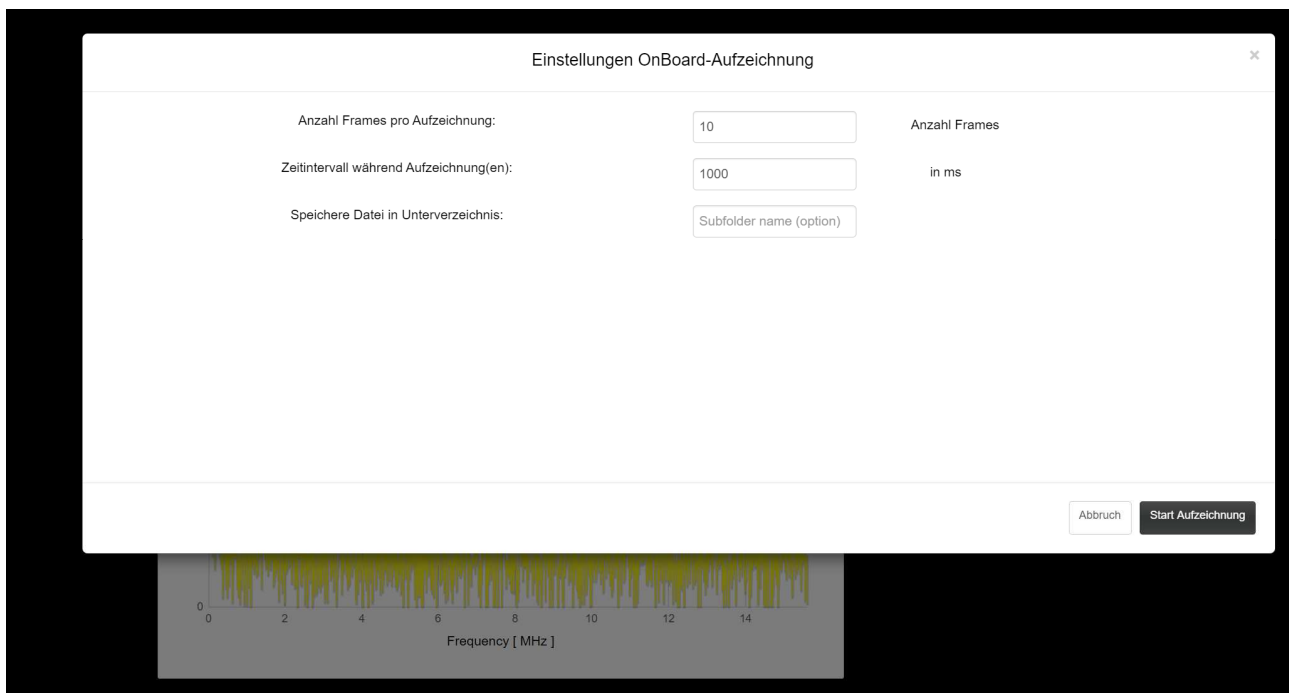 Einstellungen OnBoard-Aufzeichnung
×
Anzahl Frames pro Aufzeichnung:
10
Anzahl Frames
Zeitintervall während Aufzeichnung(en):
1000
in ms
Speichere Datei in Unterverzeichnis:
Subfolder name (option)
Abbruch
Start Aufzeichnung
0
0 2 4 6 8 10 12 14
Frequency [ MHz ]